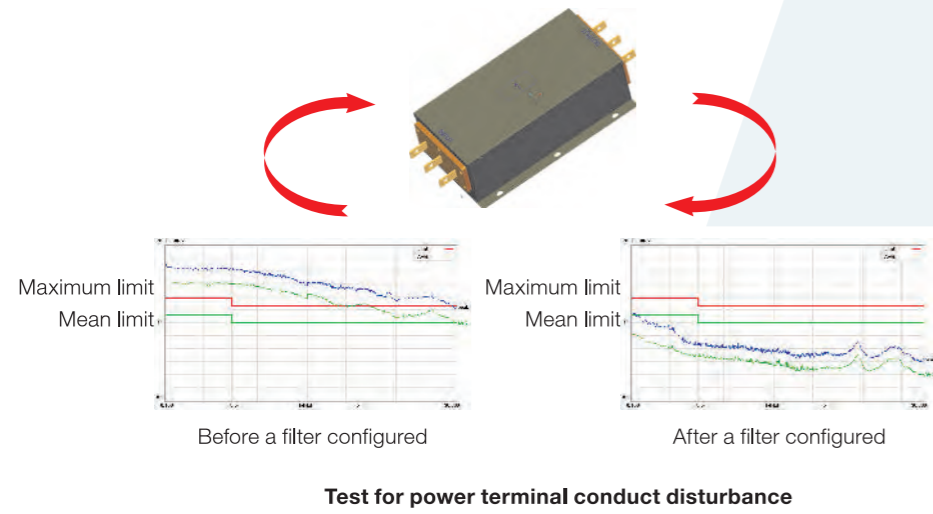 Maximum limit
Mean limit
Maximum limit
Mean limit
Before a filter configured
After a filter configured
Test for power terminal conduct disturbance